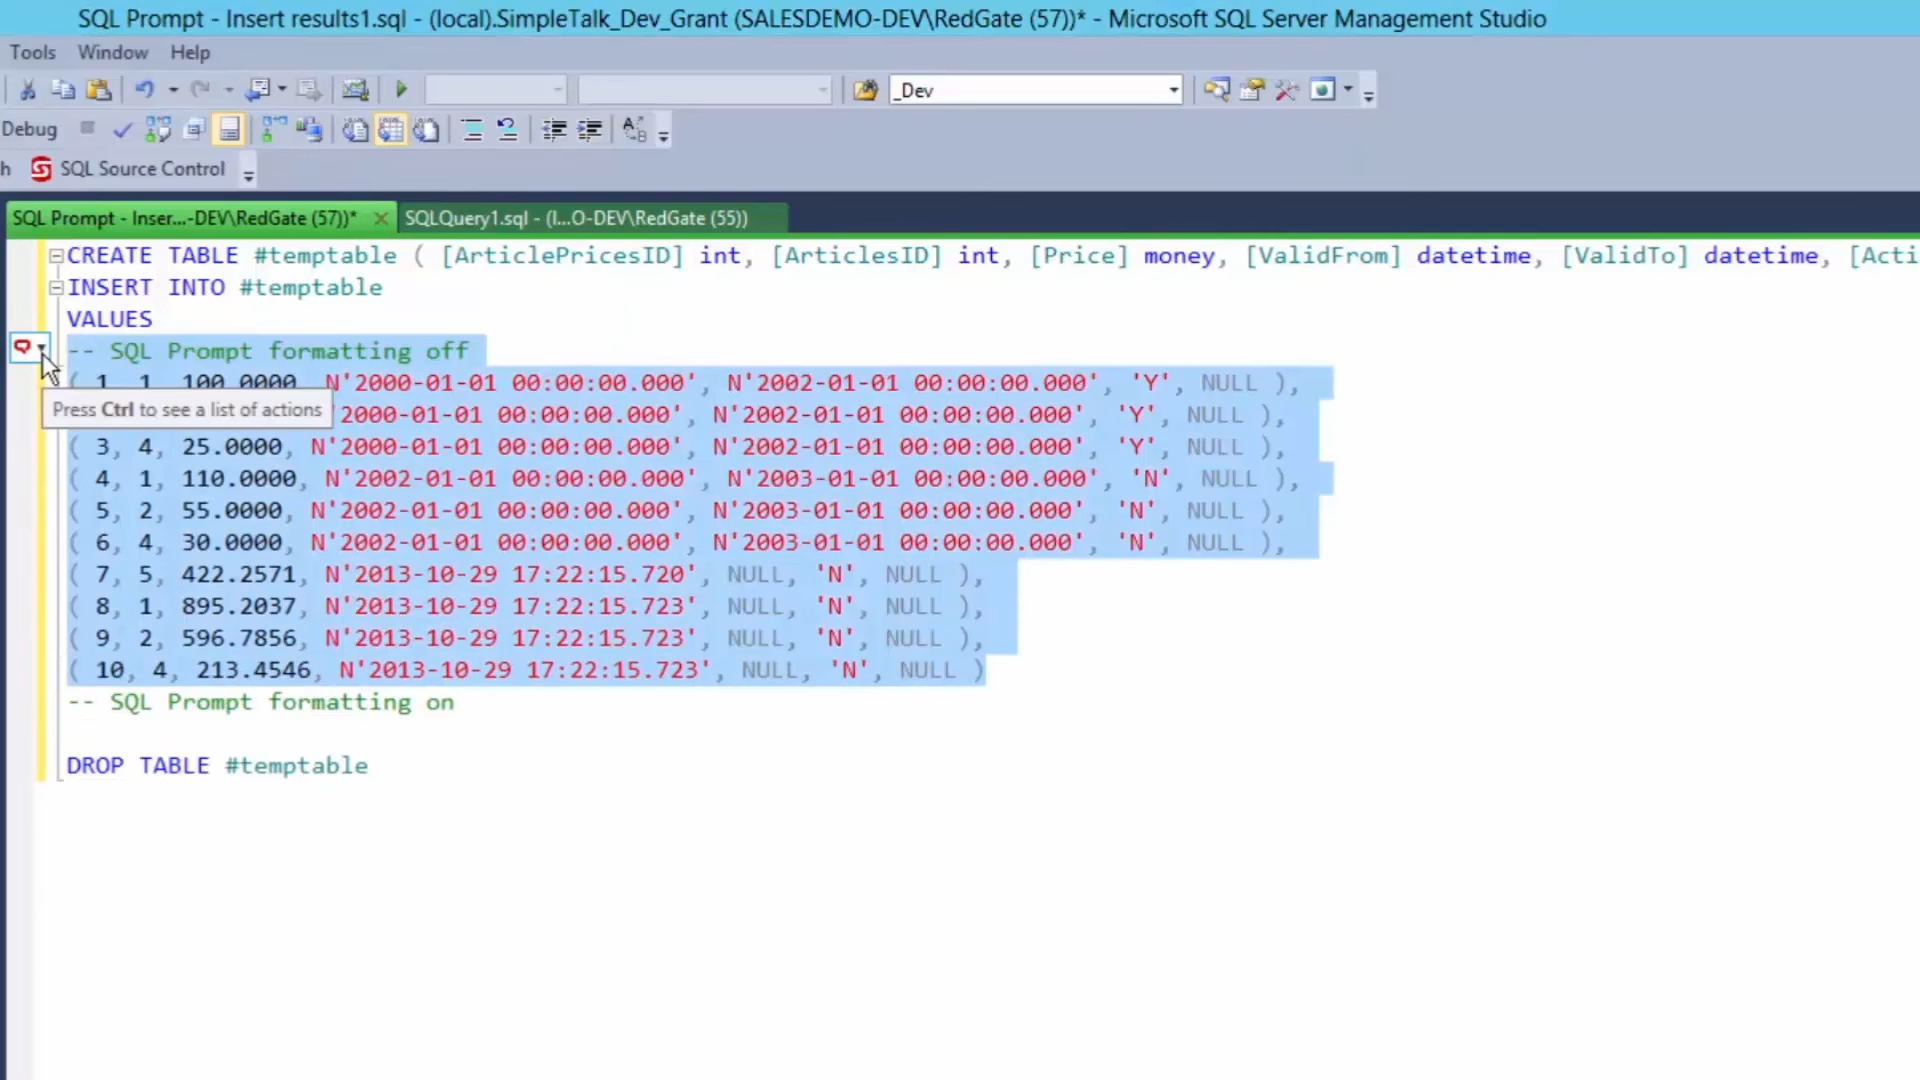 SQL Prompt - Insert results1.sql - (local).SimpleTalk_Dev_Grant (SALESDEMO-DEV\RedGate (57))* - Microsoft SQL Server Management Studio
Tools Window Help
_Dev
Debug
h SQL Source Control
SQL Prompt - Inser...-DEV\RedGate (57))* SQLQuery1.sql - (l...O-DEV\RedGate (55))
CREATE TABLE #temptable ( [ArticlePricesID] int, [ArticlesID] int, [Price] money, [ValidFrom] datetime, [ValidTo] datetime, [Acti
INSERT INTO #temptable
VALUES
-- SQL Prompt formatting off
( 1, 1, 100.0000, N'2000-01-01 00:00:00.000', N'2002-01-01 00:00:00.000', 'Y', NULL ),
Press Ctrl to see a list of actions '2000-01-01 00:00:00.000', N'2002-01-01 00:00:00.000', 'Y', NULL ),
( 3, 4, 25.0000, N'2000-01-01 00:00:00.000', N'2002-01-01 00:00:00.000', 'Y', NULL ),
( 4, 1, 110.0000, N'2002-01-01 00:00:00.000', N'2003-01-01 00:00:00.000', 'N', NULL ),
( 5, 2, 55.0000, N'2002-01-01 00:00:00.000', N'2003-01-01 00:00:00.000', 'N', NULL ),
( 6, 4, 30.0000, N'2002-01-01 00:00:00.000', N'2003-01-01 00:00:00.000', 'N', NULL ),
( 7, 5, 422.2571, N'2013-10-29 17:22:15.720', NULL, 'N', NULL ),
( 8, 1, 895.2037, N'2013-10-29 17:22:15.723', NULL, 'N', NULL ),
( 9, 2, 596.7856, N'2013-10-29 17:22:15.723', NULL, 'N', NULL ),
( 10, 4, 213.4546, N'2013-10-29 17:22:15.723', NULL, 'N', NULL )
-- SQL Prompt formatting on
DROP TABLE #temptable